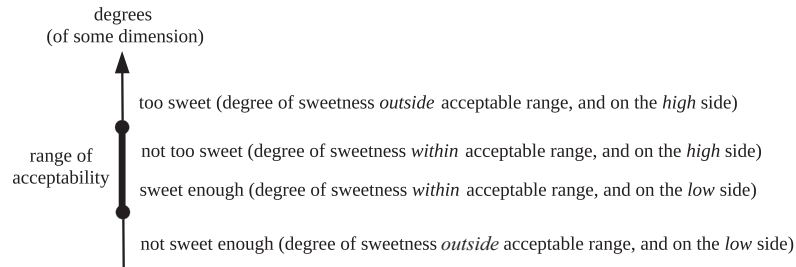 degrees
(of some dimension)
too sweet (degree of sweetness outside acceptable range, and on the high side)
range of
acceptability
not too sweet (degree of sweetness within acceptable range, and on the high side)
sweet enough (degree of sweetness within acceptable range, and on the low side)
not sweet enough (degree of sweetness outside acceptable range, and on the low side)